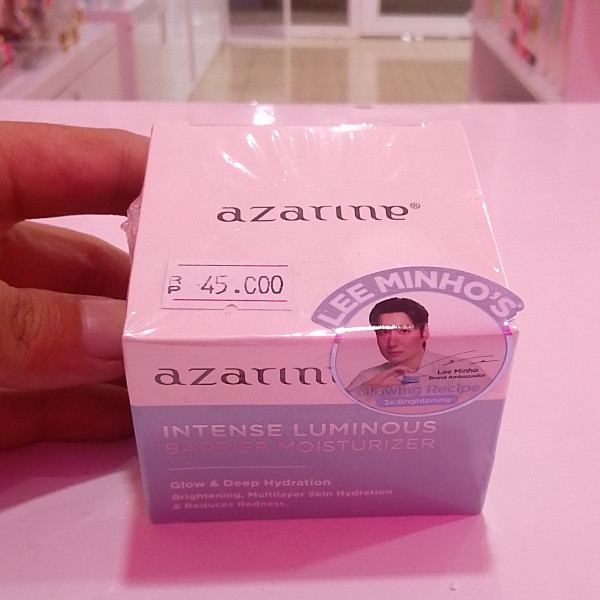 azarine®
RP 45.000
LEE MINHO'S
Lee Minho
Brand Ambassador
Glowing Recipe
3x Brightening
azarine
INTENSE LUMINOUS
BARRIER MOISTURIZER
Glow & Deep Hydration
Brightening, Multilayer Skin Hydration
& Reduces Redness.